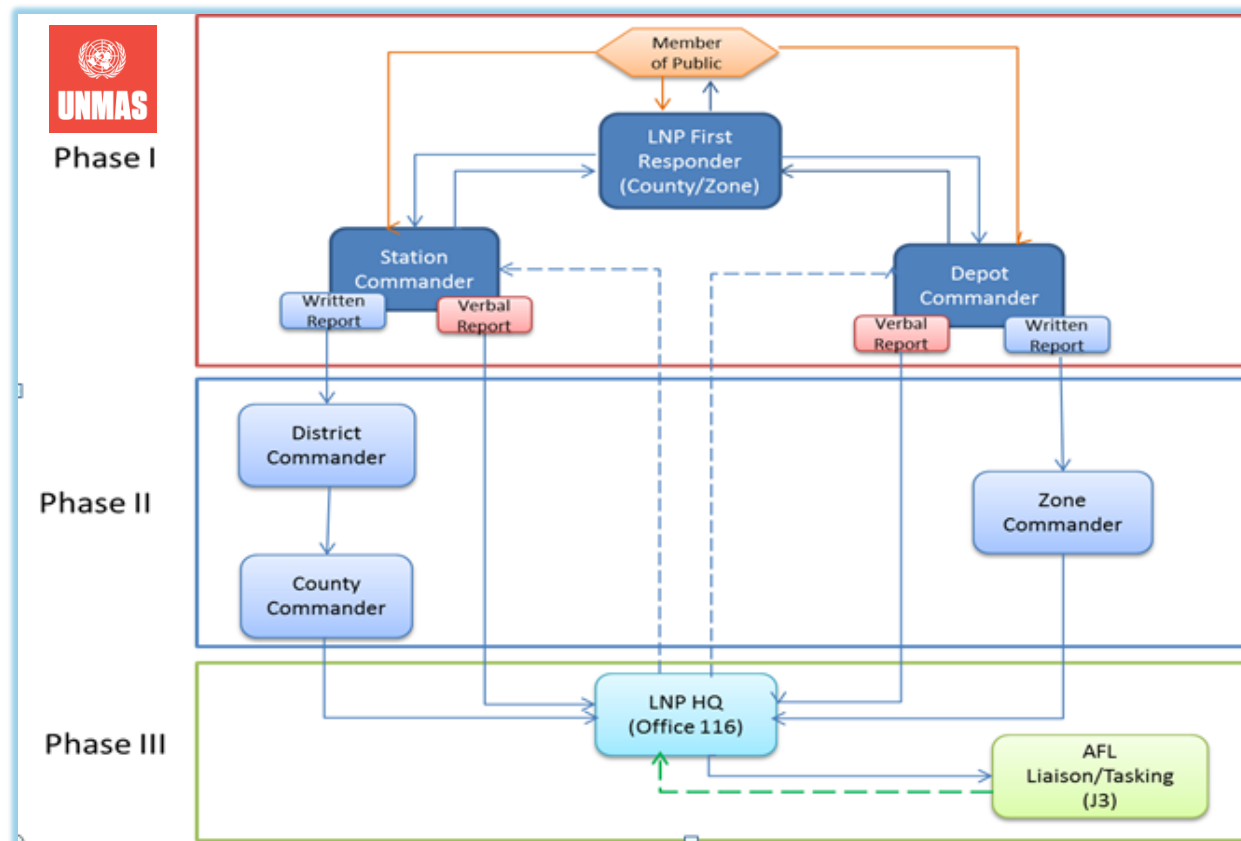 UNMAS
Phase I
Member
of Public
LNP First
Responder
(County/Zone)
Station
Commander
Written
Report
Verbal
Report
Depot
Commander
Verbal
Report
Written
Report
Phase II
District
Commander
County
Commander
Zone
Commander
Phase III
LNP HQ
(Office 116)
AFL
Liaison/Tasking
(J3)